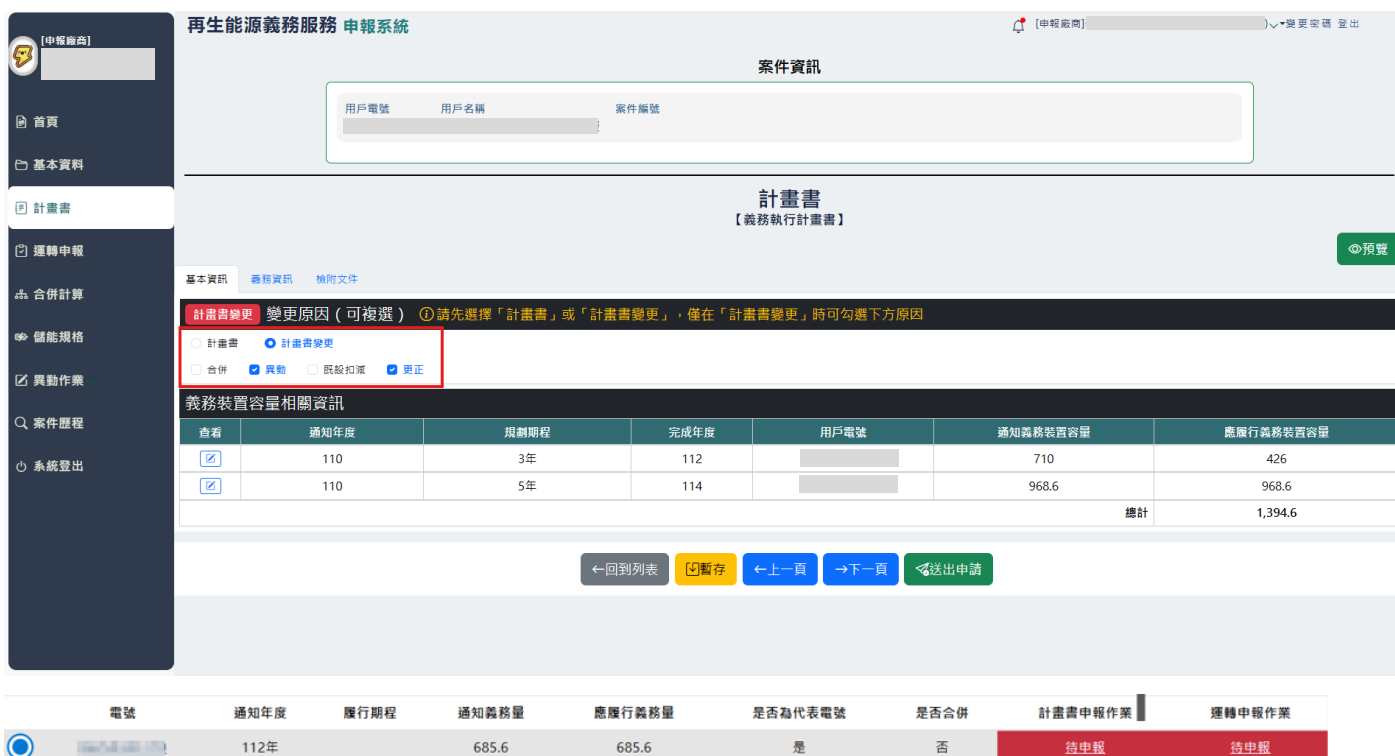 再生能源義務服務 申報系統
[申報廠商] )變更密碼 登出
[申報廠商]
首頁
基本資料
計畫書
運轉申報
合併計算
儲能規格
異動作業
案件歷程
系統登出
案件資訊
用戶電號 用戶名稱 案件編號
計畫書
【義務執行計畫書】
預覽
基本資訊 義務資訊 檢附文件
計畫書變更 變更原因(可複選) 請先選擇「計畫書」或「計畫書變更」,僅在「計畫書變更」時可勾選下方原因
計畫書 計畫書變更
合併 異動 既設扣減 更正
義務裝置容量相關資訊
查看 通知年度 規劃期程 完成年度 用戶電號 通知義務裝置容量 應履行義務裝置容量
110 3年 112 710 426
110 5年 114 968.6 968.6
總計 1,394.6
←回到列表 暫存 ←上一頁 →下一頁 送出申請
電號 通知年度 履行期程 通知義務量 應履行義務量 是否為代表電號 是否合併 計畫書申報作業 運轉申報作業
112年 685.6 685.6 是 否 待申報 待申報